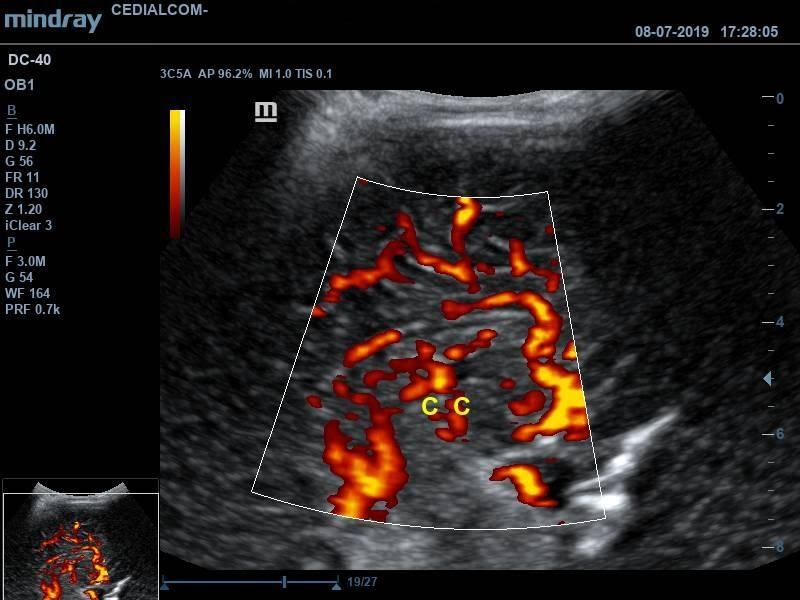 mindray CEDIALCOM-
08-07-2019 17:28:05
DC-40
OB1
3C5A AP 96.2% MI 1.0 TIS 0.1
m
B
F H6.0M
D 9.2
G 56
FR 11
DR 130
Z 1.20
iClear 3
P
F 3.0M
G 54
WF 164
PRF 0.7k
0
2
4
6
8
C C
19/27